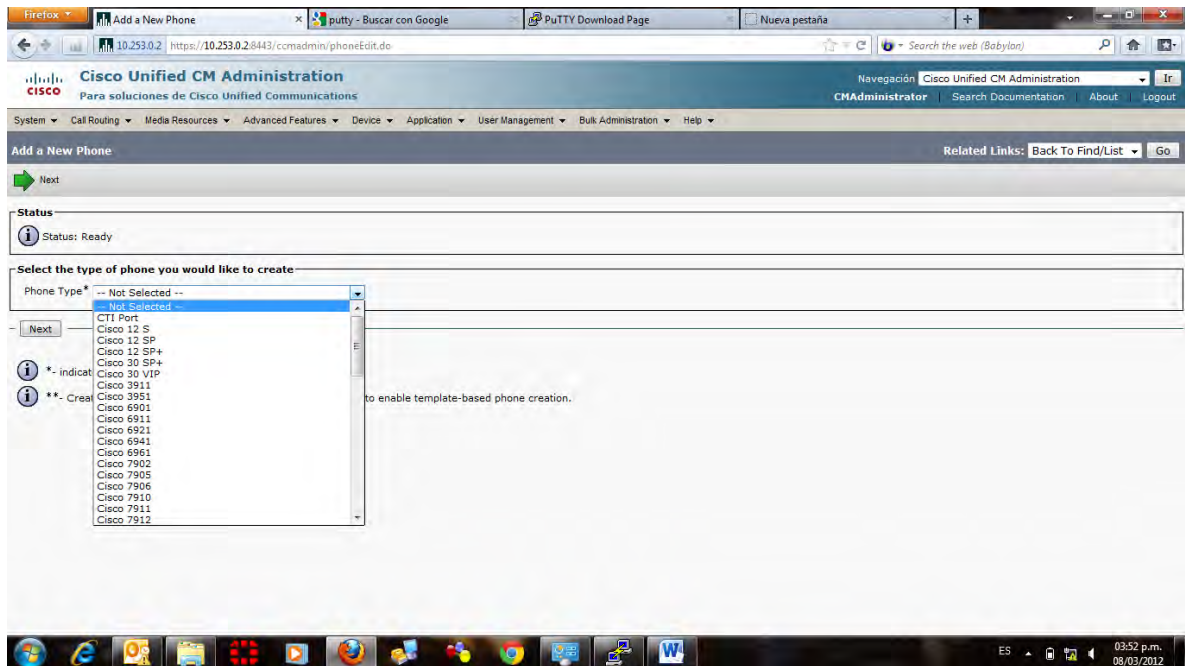 Firefox
Add a New Phone
putty - Buscar con Google
PuTTY Download Page
Nueva pestaña
10.253.0.2 https://10.253.0.2:8443/ccmadmin/phoneEdit.do
Search the web (Babylon)
CISCO
Cisco Unified CM Administration
Para soluciones de Cisco Unified Communications
Navegación Cisco Unified CM Administration Ir
CMAdministrator Search Documentation About Logout
System Call Routing Media Resources Advanced Features Device Application User Management Bulk Administration Help
Add a New Phone
Related Links: Back To Find/List Go
Next
Status
Status: Ready
Select the type of phone you would like to create
Phone Type* -- Not Selected --
-- Not Selected --
CTI Port
Cisco 12 S
Cisco 12 SP
Cisco 12 SP+
Cisco 30 SP+
Cisco 30 VIP
Cisco 3911
Cisco 3951
Cisco 6901
Cisco 6911
Cisco 6921
Cisco 6941
Cisco 6961
Cisco 7902
Cisco 7905
Cisco 7906
Cisco 7910
Cisco 7911
Cisco 7912
Next
*- indicat
**- Creat to enable template-based phone creation.
ES
03:52 p.m.
08/03/2012